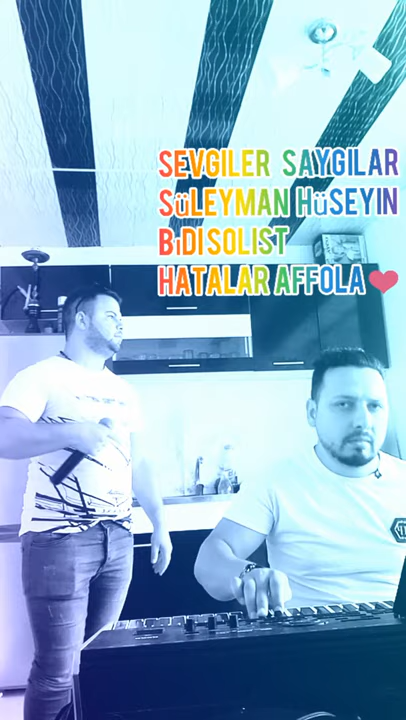 SEVGILER SAYGILAR
SüLEYMAN HüSEYIN
BiDI SOLIST
HATALAR AFFOLA ❤